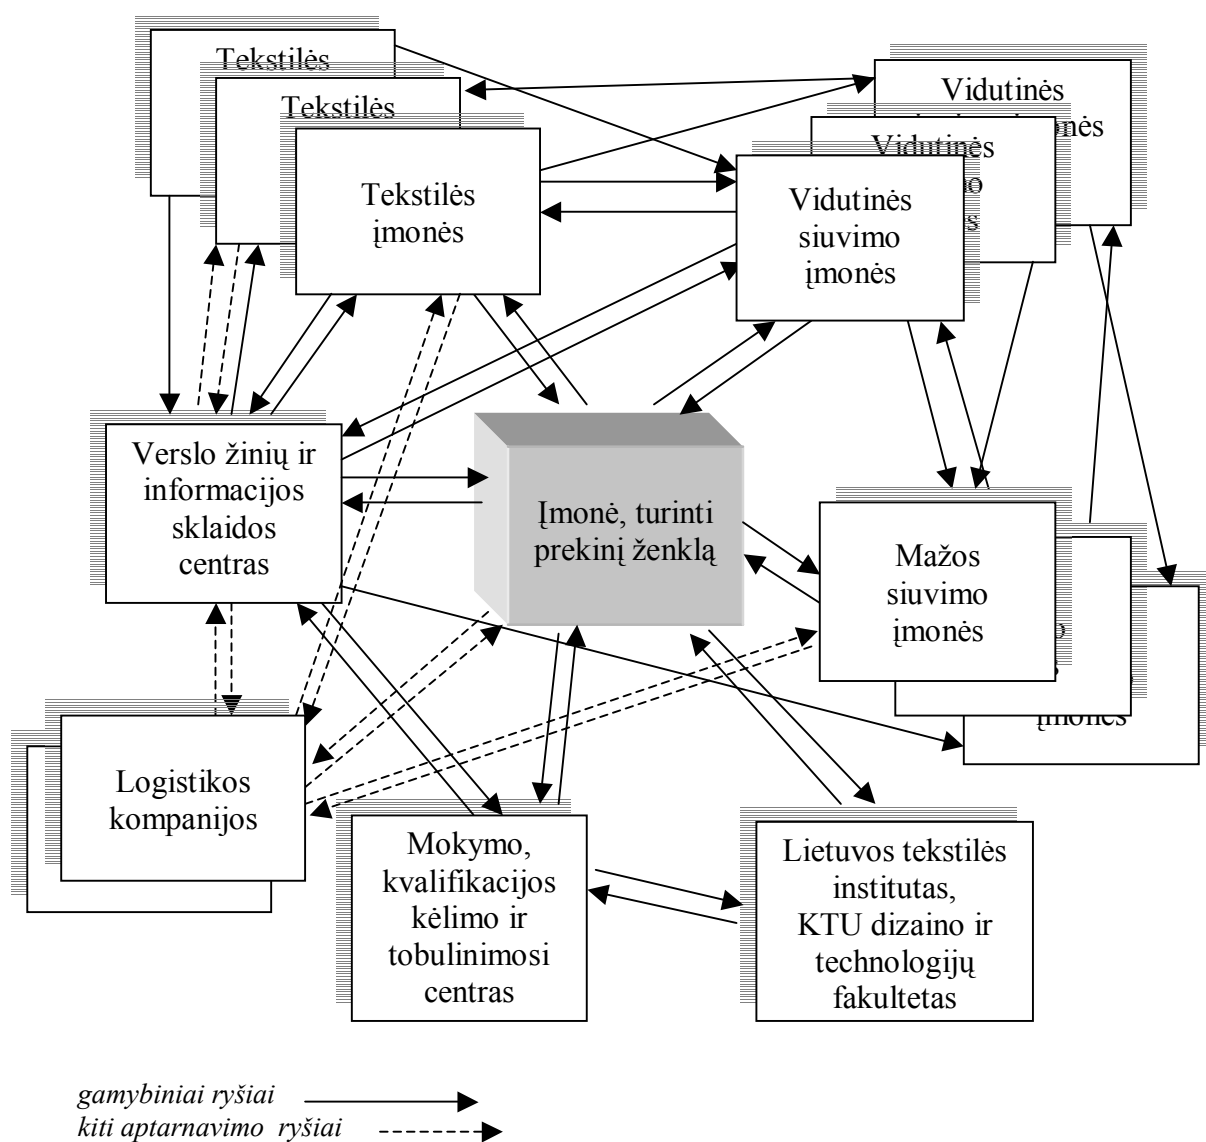 Tekstilės
Tekstilės
Tekstilės
įmonės
Vidutinės
Vidutinės
Vidutinės
siuvimo
įmonės
Verslo žinių ir
informacijos
sklaidos
centras
Įmonė, turinti
prekinį ženklą
Mažos
siuvimo
įmonės
įmonės
Logistikos
kompanijos
Mokymo,
kvalifikacijos
kėlimo ir
tobulinimosi
centras
Lietuvos tekstilės
institutas,
KTU dizaino ir
technologijų
fakultetas
gamybiniai ryšiai
kiti aptarnavimo ryšiai